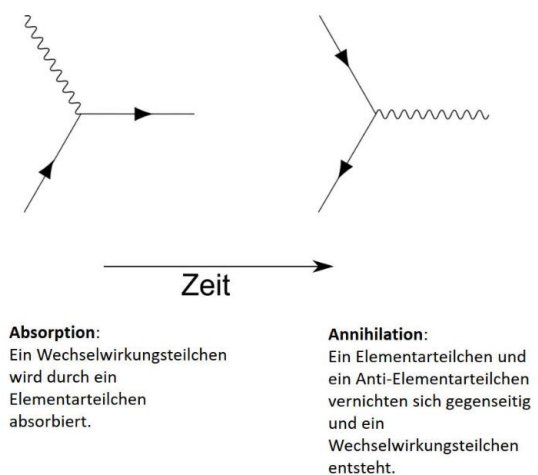 Zeit
Absorption:
Ein Wechselwirkungsteilchen
wird durch ein
Elementarteilchen
absorbiert.
Annihilation:
Ein Elementarteilchen und
ein Anti-Elementarteilchen
vernichten sich gegenseitig
und ein
Wechselwirkungsteilchen
entsteht.